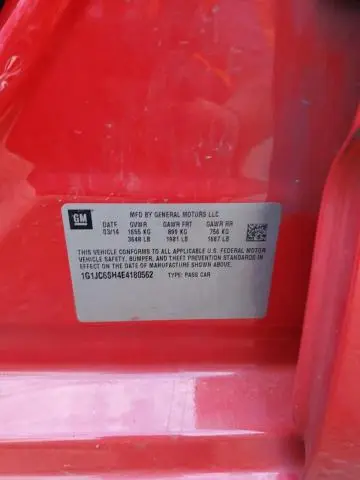 GM
MFD BY GENERAL MOTORS LLC
DATE GVWR GAWR FRT GAWR RR
03/14 1655 KG 899 KG 756 KG
3648 LB 1981 LB 1667 LB
THIS VEHICLE CONFORMS TO ALL APPLICABLE U.S. FEDERAL MOTOR
VEHICLE SAFETY, BUMPER, AND THEFT PREVENTION STANDARDS IN
EFFECT ON THE DATE OF MANUFACTURE SHOWN ABOVE.
1G1JC6SH4E4180562 TYPE: PASS CAR